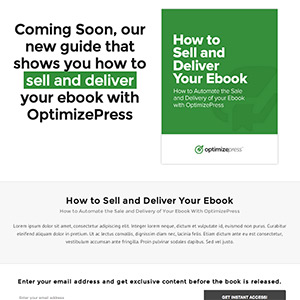 Coming Soon, our
new guide that
shows you how to
sell and deliver
your ebook with
OptimizePress
How to
Sell and
Deliver
Your Ebook
How to Automate the Sale
and Delivery of your Ebook
with OptimizePress
optimizepress
How to Sell and Deliver Your Ebook
How to Automate the Sale and Delivery of Your Ebook With OptimizePress
Lorem ipsum dolor sit amet, consectetur adipiscing elit. Integer lorem neque, dictum et vulputate id, euismod non purus. Curabitur
eleifend aliquam dolor in pretium. Ut ac lectus convallis, dignissim diam nec, lacinia felis. Etiam dictum ante eu est consectetur,
vestibulum accumsan ante fringilla. Proin pulvinar sodales dapibus. Sed vel justo.
Enter your email address and get exclusive content before the book is released.
Enter your email address
GET INSTANT ACCESS!